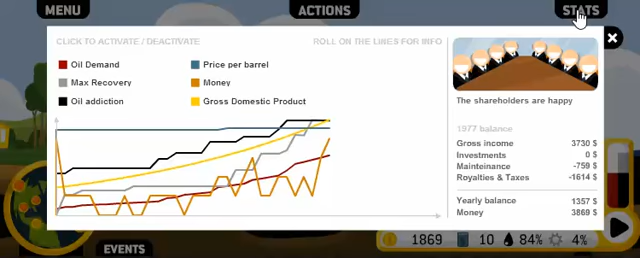 MENU
ACTIONS
STATS
CLICK TO ACTIVATE / DEACTIVATE
ROLL ON THE LINES FOR INFO
Oil Demand
Price per barrel
Max Recovery
Money
Oil addiction
Gross Domestic Product
The shareholders are happy
1977 balance
Gross income 3730 $
Investments 0 $
Maintenance -759 $
Royalties & Taxes -1614 $
Yearly balance 1357 $
Money 3869 $
EVENTS
1869
10
84%
4%